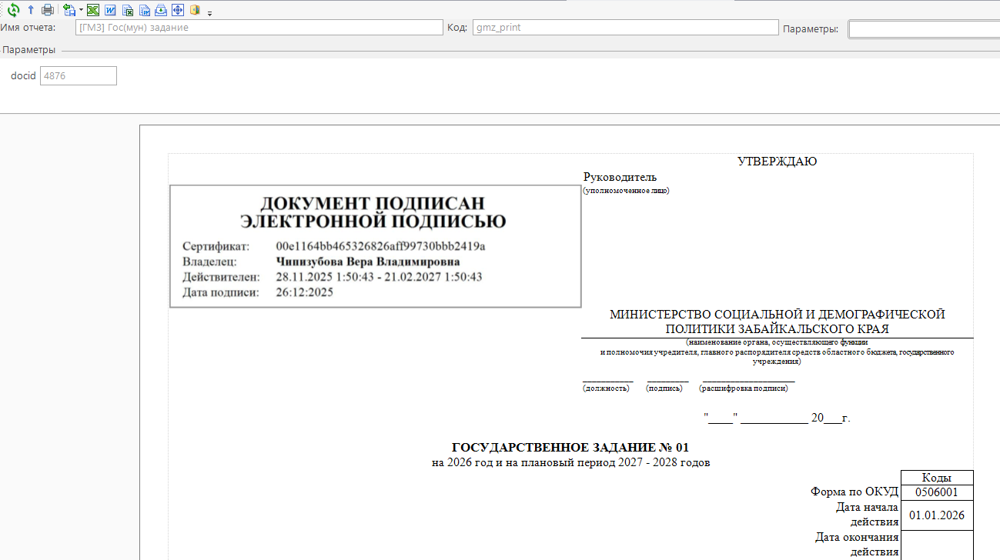 Имя отчета: [ГМЗ] Гос(мун) задание Код: gmz_print Параметры:
Параметры
docid 4876
УТВЕРЖДАЮ
Руководитель
(уполномоченное лицо)
ДОКУМЕНТ ПОДПИСАН
ЭЛЕКТРОННОЙ ПОДПИСЬЮ
Сертификат: 00e1164bb465326826aff99730bbb2419a
Владелец: Чипизубова Вера Владимировна
Действителен: 28.11.2025 1:50:43 - 21.02.2027 1:50:43
Дата подписи: 26:12:2025
МИНИСТЕРСТВО СОЦИАЛЬНОЙ И ДЕМОГРАФИЧЕСКОЙ
ПОЛИТИКИ ЗАБАЙКАЛЬСКОГО КРАЯ
(наименование органа, осуществляющего функции
и полномочия учредителя, главного распорядителя средств областного бюджета, государственного
учреждения)
___________ _________ ____________________
(должность) (подпись) (расшифровка подписи)
"____" ___________ 20___г.
ГОСУДАРСТВЕННОЕ ЗАДАНИЕ № 01
на 2026 год и на плановый период 2027 - 2028 годов
Коды
Форма по ОКУД 0506001
Дата начала
действия 01.01.2026
Дата окончания
действия